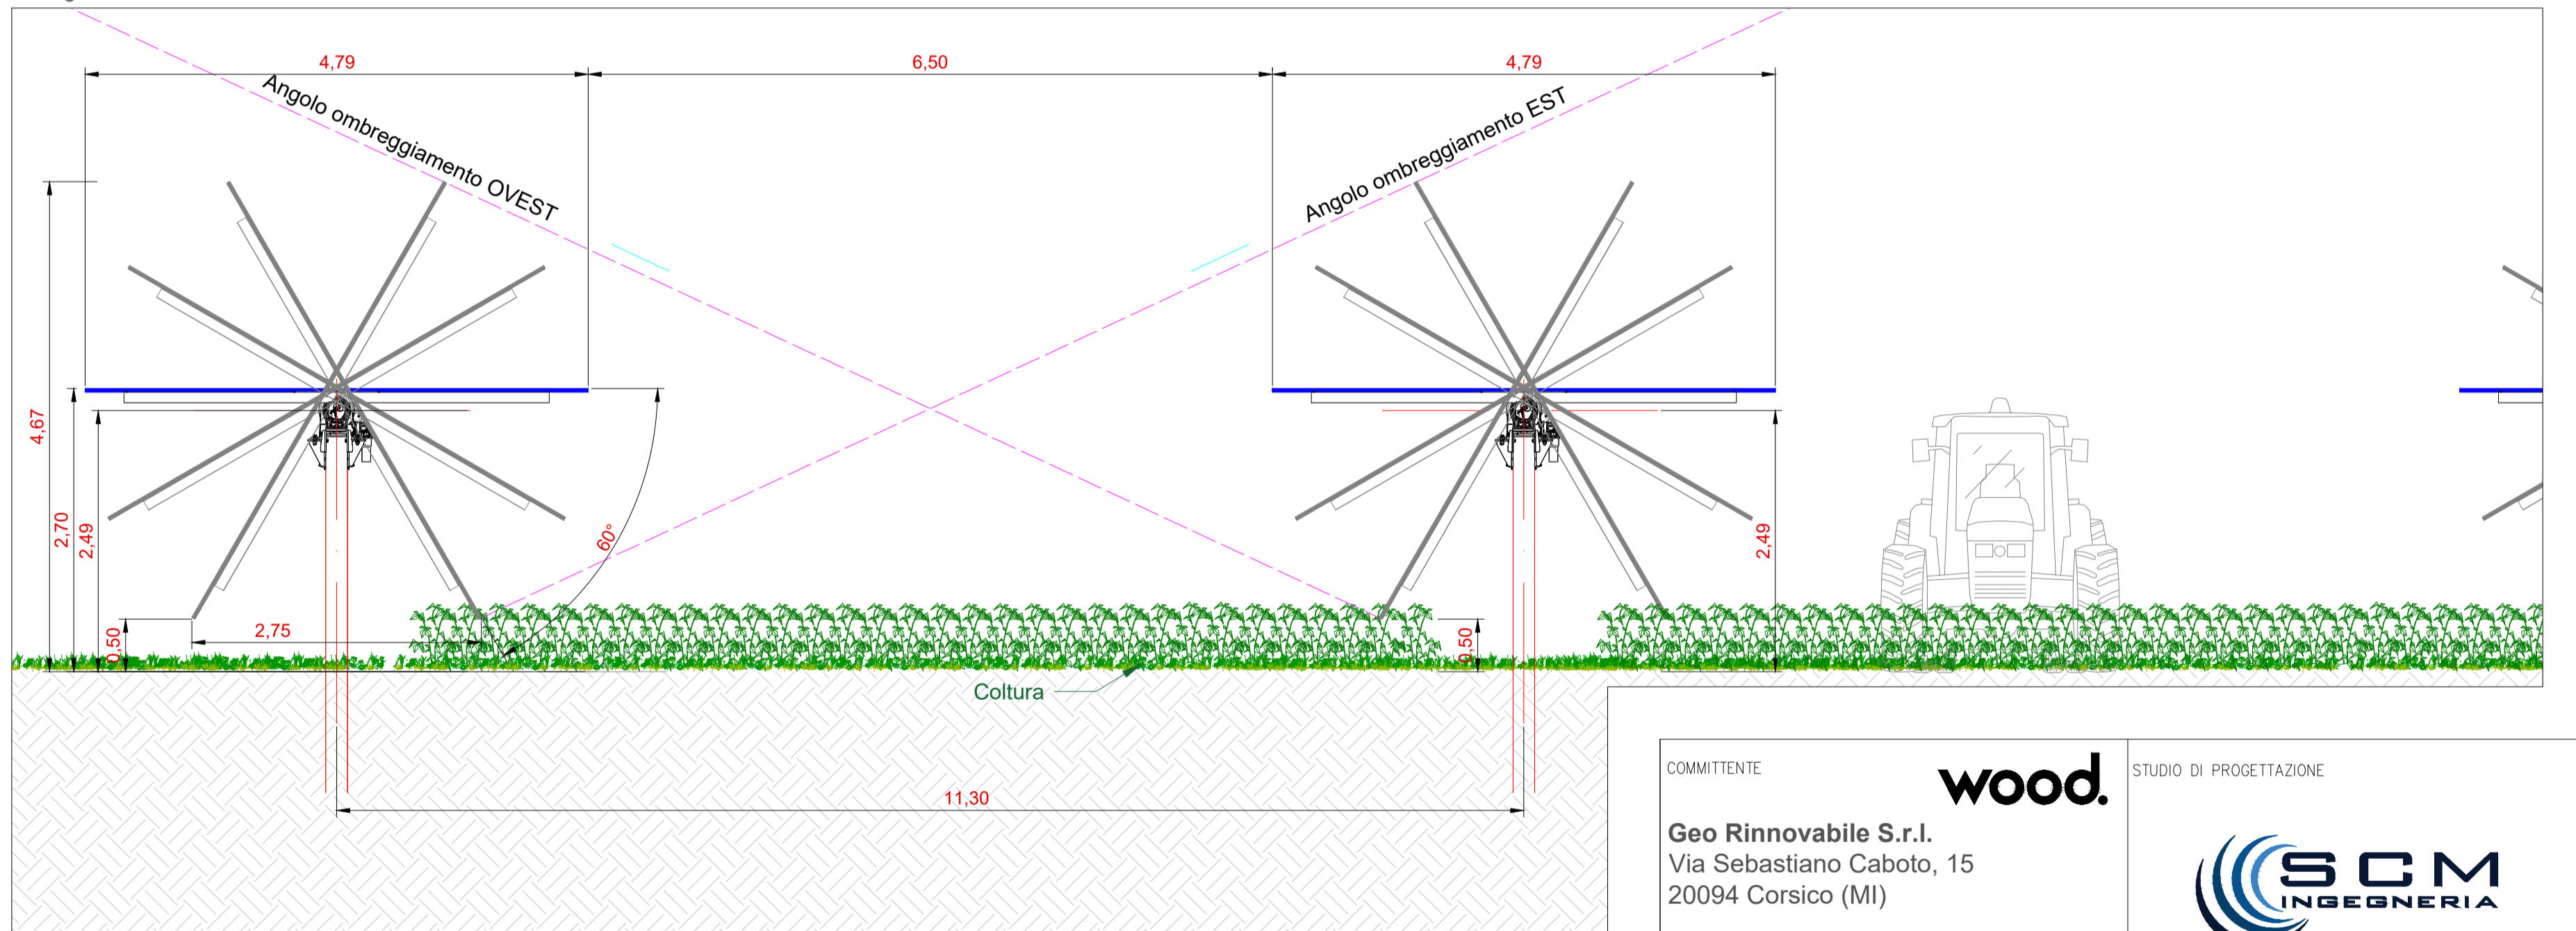 4,79
6,50
4,79
Angolo ombreggiamento OVEST
Angolo ombreggiamento EST
4,67
2,70
2,49
60°
2,49
0,50
2,75
0,50
Coltura
11,30
COMMITTENTE
wood.
STUDIO DI PROGETTAZIONE
Geo Rinnovabile S.r.l.
Via Sebastiano Caboto, 15
20094 Corsico (MI)
SCM
INGEGNERIA